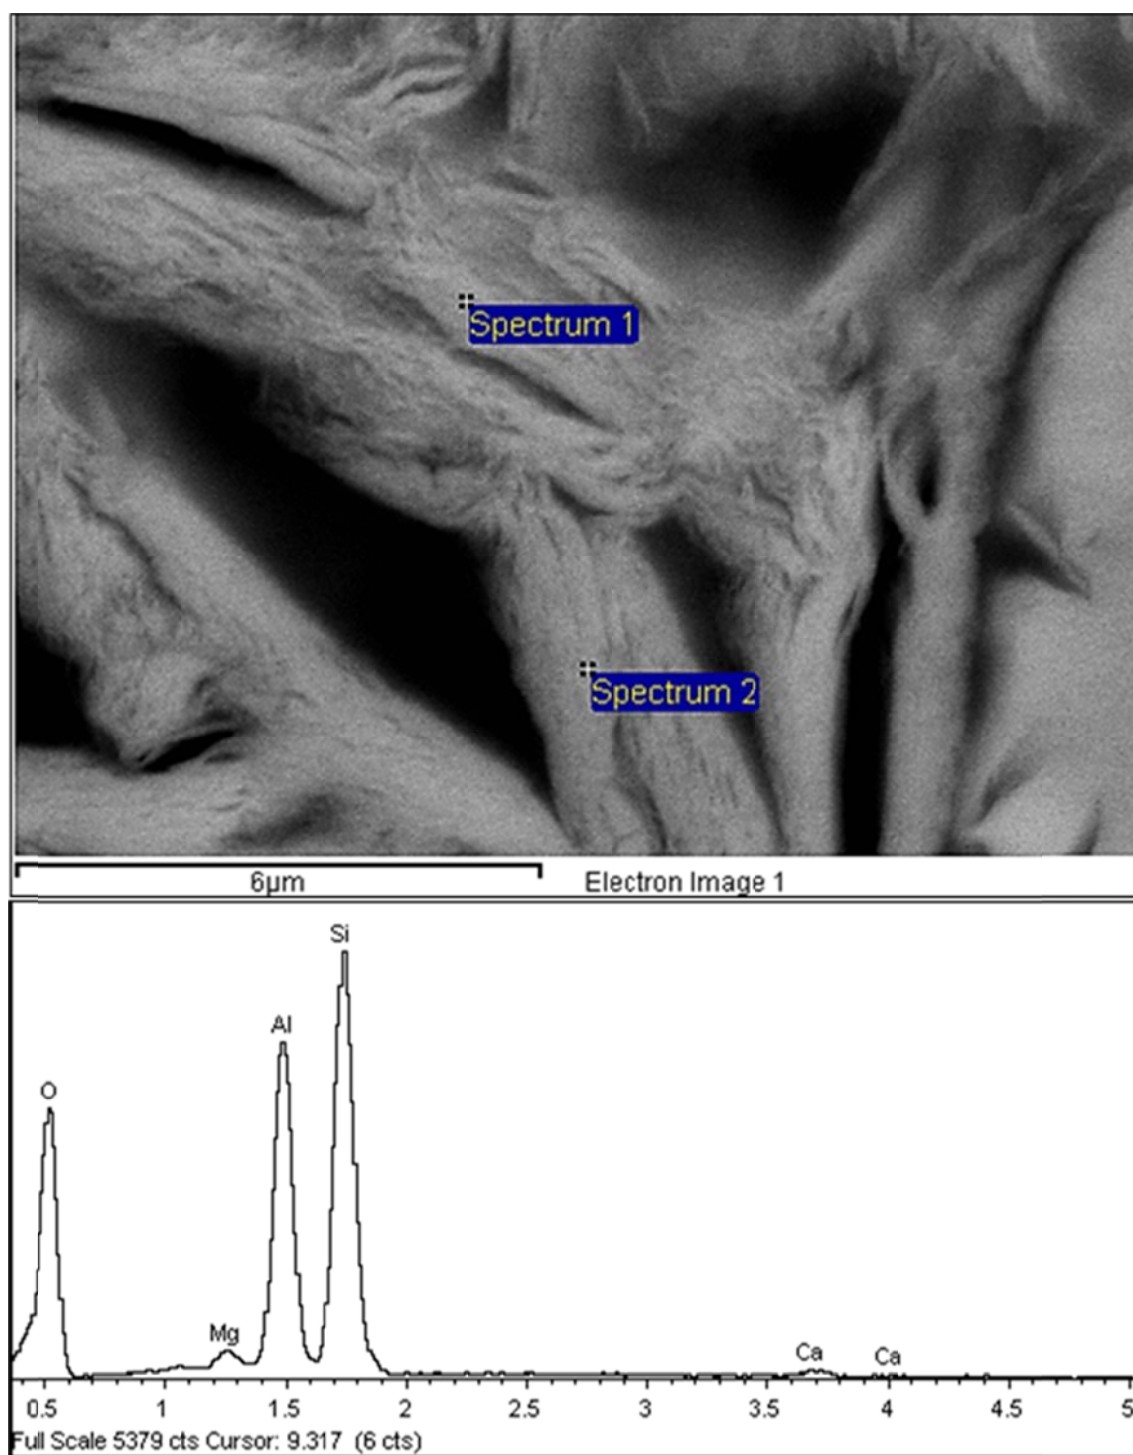 Spectrum 1
Spectrum 2
6μm Electron Image 1
Si
Al
O
Mg
Ca Ca
0.5 1 1.5 2 2.5 3 3.5 4 4.5 5
Full Scale 5379 cts Cursor: 9.317 (6 cts)